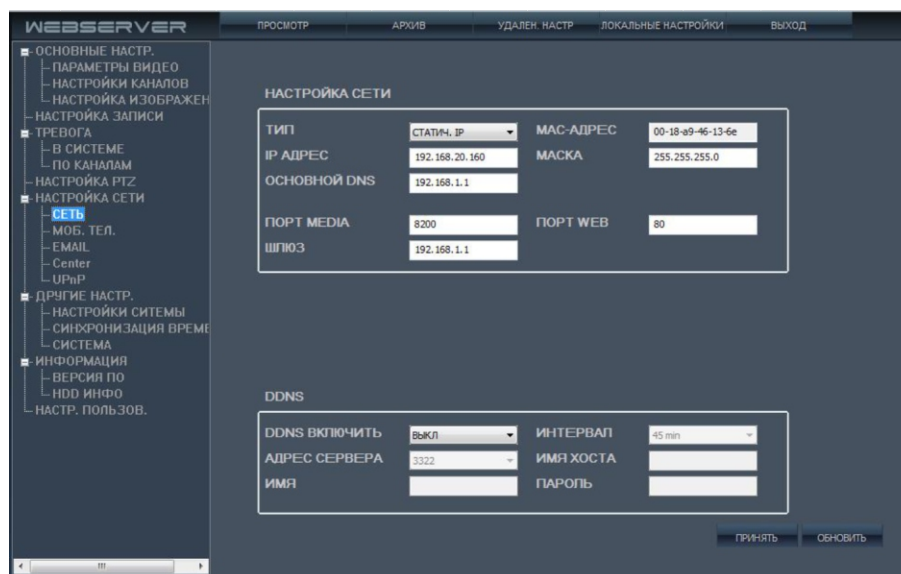 WEBSERVER
ПРОСМОТР АРХИВ УДАЛЕН. НАСТР ЛОКАЛЬНЫЕ НАСТРОЙКИ ВЫХОД
ОСНОВНЫЕ НАСТР.
ПАРАМЕТРЫ ВИДЕО
НАСТРОЙКИ КАНАЛОВ
НАСТРОЙКА ИЗОБРАЖЕН
НАСТРОЙКА ЗАПИСИ
ТРЕВОГА
В СИСТЕМЕ
ПО КАНАЛАМ
НАСТРОЙКА PTZ
НАСТРОЙКА СЕТИ
СЕТЬ
МОБ. ТЕЛ.
EMAIL
Center
UPnP
ДРУГИЕ НАСТР.
НАСТРОЙКИ СИТЕМЫ
СИНХРОНИЗАЦИЯ ВРЕМЕ
СИСТЕМА
ИНФОРМАЦИЯ
ВЕРСИЯ ПО
HDD ИНФО
НАСТР. ПОЛЬЗОВ.
НАСТРОЙКА СЕТИ
ТИП СТАТИЧ. IP МАС-АДРЕС 00-18-a9-46-13-6e
IP АДРЕС 192.168.20.160 МАСКА 255.255.255.0
ОСНОВНОЙ DNS 192.168.1.1
ПОРТ MEDIA 8200 ПОРТ WEB 80
ШЛЮЗ 192.168.1.1
DDNS
DDNS ВКЛЮЧИТЬ ВЫКЛ ИНТЕРВАЛ 45 min
АДРЕС СЕРВЕРА 3322 ИМЯ ХОСТА
ИМЯ ПАРОЛЬ
ПРИНЯТЬ ОБНОВИТЬ